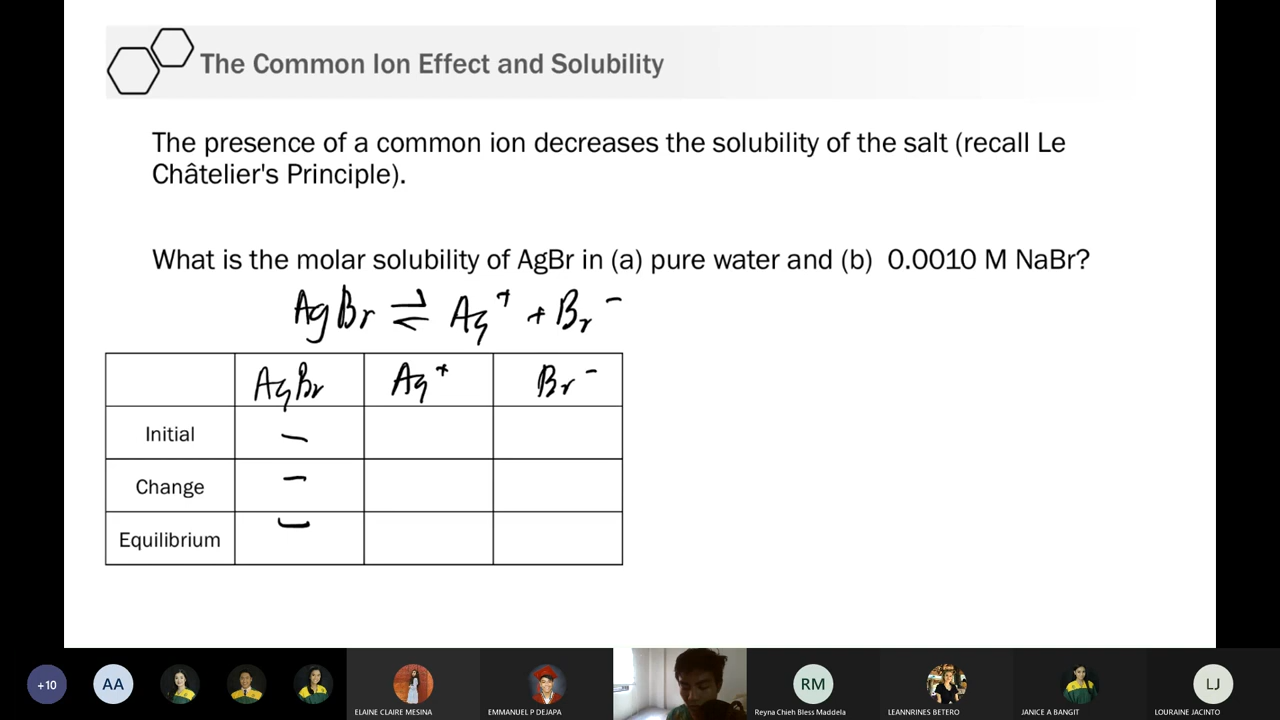 The Common Ion Effect and Solubility
The presence of a common ion decreases the solubility of the salt (recall Le
Châtelier's Principle).
What is the molar solubility of AgBr in (a) pure water and (b) 0.0010 M NaBr?
AgBr ⇌ Ag⁺ + Br⁻
AgBr Ag⁺ Br⁻
Initial –
Change –
Equilibrium –
+10 AA RM LJ
ELAINE CLAIRE MESINA EMMANUEL P DEJAPA Reyna Chieh Bless Maddela LEANNRINES BETERO JANICE A BANGIT LOURAINE JACINTO